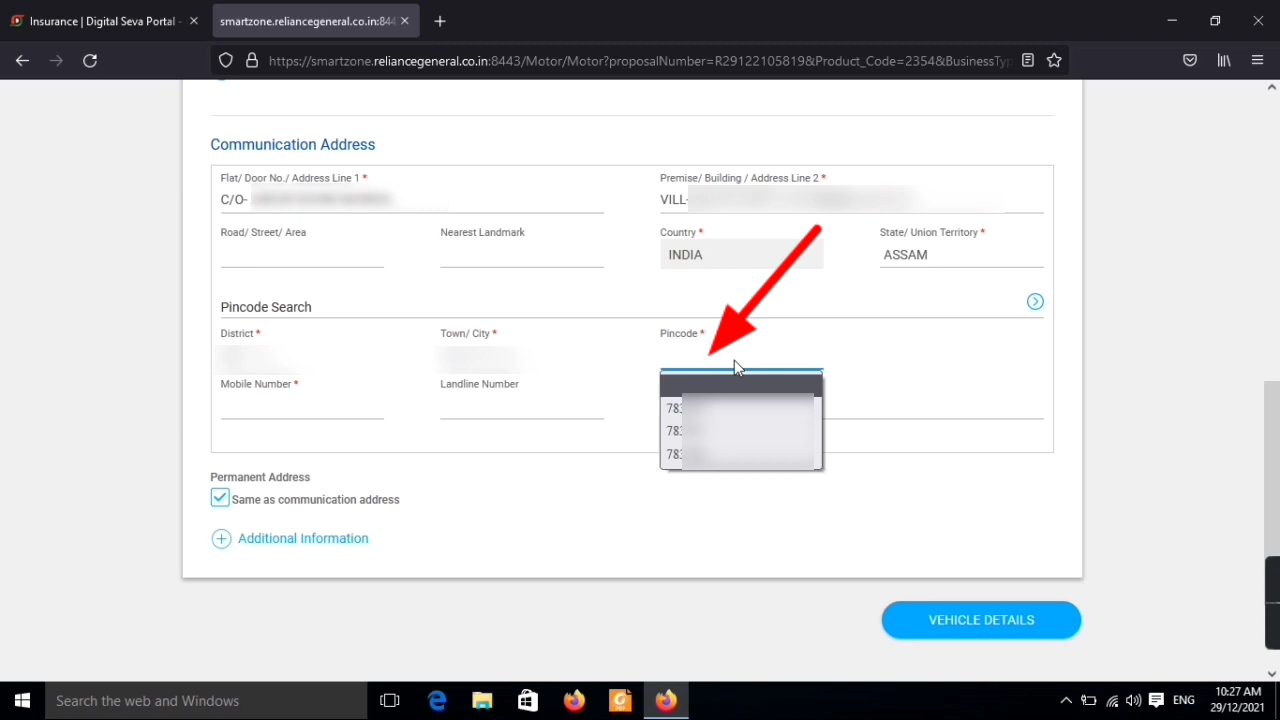 Insurance | Digital Seva Portal -
smartzone.reliancegeneral.co.in:844
https://smartzone.reliancegeneral.co.in:8443/Motor/Motor?proposalNumber=R29122105819&Product_Code=2354&BusinessTyp
Communication Address
Flat/ Door No./ Address Line 1 * Premise/ Building / Address Line 2 *
C/O- VILL-
Road/ Street/ Area Nearest Landmark Country * State/ Union Territory *
INDIA ASSAM
Pincode Search
District * Town/ City * Pincode *
Mobile Number * Landline Number
Permanent Address
Same as communication address
Additional Information
VEHICLE DETAILS
Search the web and Windows
ENG
10:27 AM
29/12/2021